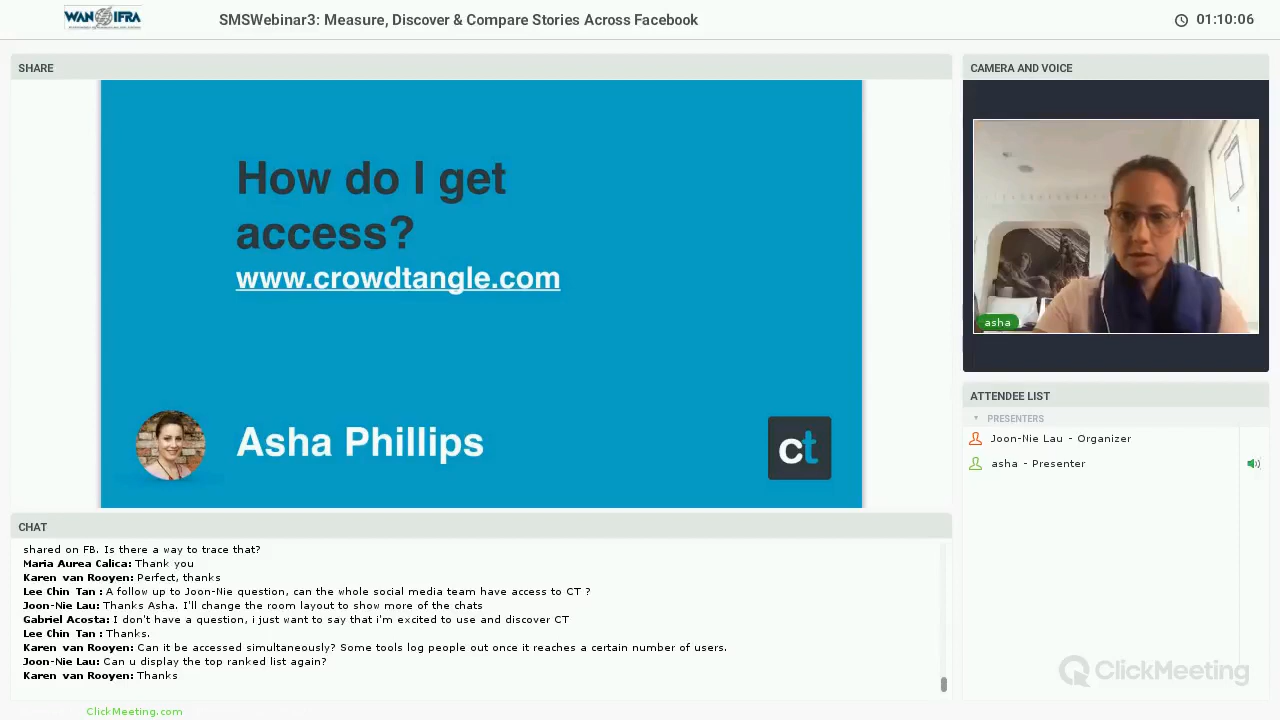 WAN IFRA
SMSWebinar3: Measure, Discover & Compare Stories Across Facebook
01:10:06
SHARE
How do I get
access?
www.crowdtangle.com
Asha Phillips
ct
CAMERA AND VOICE
asha
ATTENDEE LIST
PRESENTERS
Joon-Nie Lau - Organizer
asha - Presenter
ClickMeeting
CHAT
shared on FB. Is there a way to trace that?
Maria Aurea Calica: Thank you
Karen van Rooyen: Perfect, thanks
Lee Chin Tan : A follow up to Joon-Nie question, can the whole social media team have access to CT ?
Joon-Nie Lau: Thanks Asha. I'll change the room layout to show more of the chats
Gabriel Acosta: I don't have a question, i just want to say that i'm excited to use and discover CT
Lee Chin Tan : Thanks.
Karen van Rooyen: Can it be accessed simultaneously? Some tools log people out once it reaches a certain number of users.
Joon-Nie Lau: Can u display the top ranked list again?
Karen van Rooyen: Thanks
ClickMeeting.com